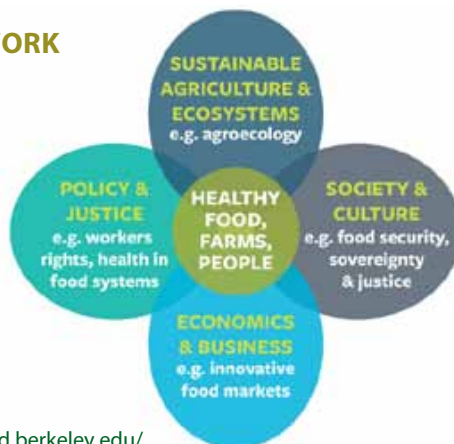 WORK
SUSTAINABLE
AGRICULTURE &
ECOSYSTEMS
e.g. agroecology
POLICY &
JUSTICE
e.g. workers
rights, health in
food systems
HEALTHY
FOOD,
FARMS,
PEOPLE
SOCIETY &
CULTURE
e.g. food security,
sovereignty
& justice
ECONOMICS
& BUSINESS
e.g. innovative
food markets
d.berkeley.edu/